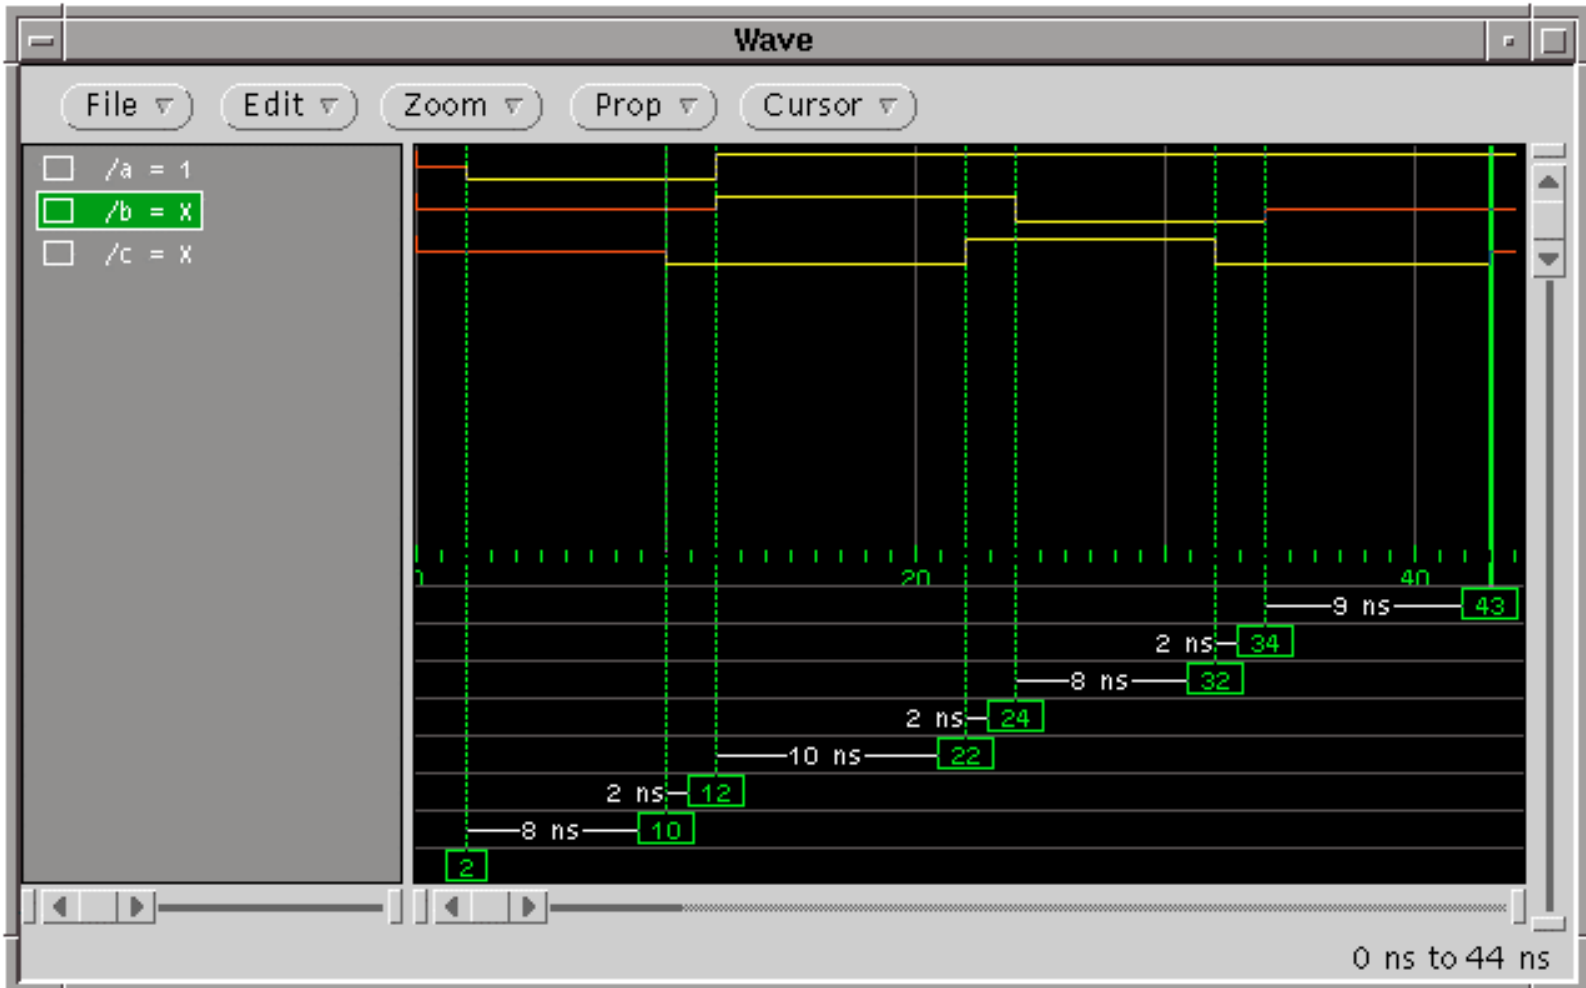 Wave
File Edit Zoom Prop Cursor
/a = 1
/b = X
/c = X
0 20 40
9 ns 43
2 ns 34
8 ns 32
2 ns 24
10 ns 22
2 ns 12
8 ns 10
2
0 ns to 44 ns